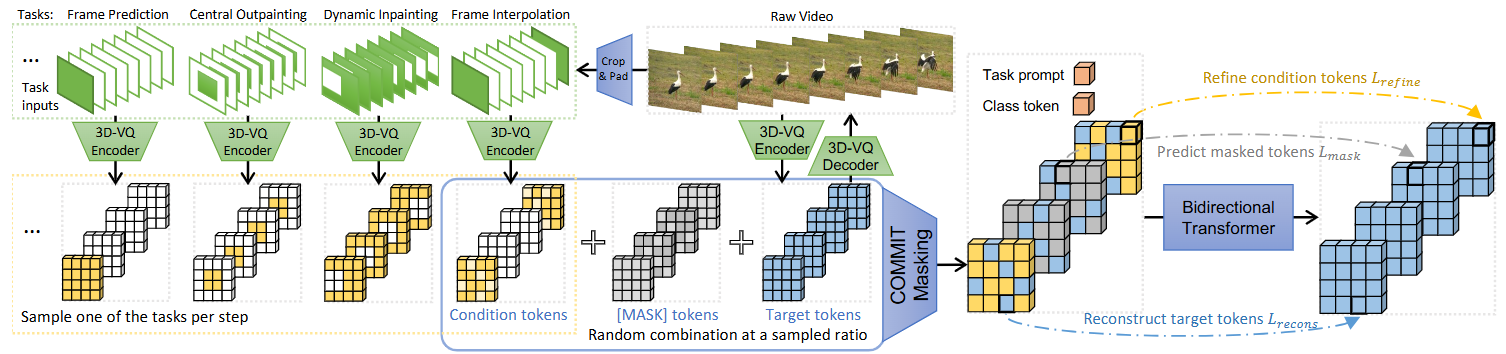 Tasks:
Frame Prediction
Central Outpainting
Dynamic Inpainting
Frame Interpolation
Raw Video
...
Task
inputs
Crop
& Pad
3D-VQ
Encoder
3D-VQ
Encoder
3D-VQ
Encoder
3D-VQ
Encoder
3D-VQ
Encoder
3D-VQ
Decoder
...
Sample one of the tasks per step
Condition tokens
[MASK] tokens
Target tokens
Random combination at a sampled ratio
COMMIT
Masking
Task prompt
Class token
Refine condition tokens L_refine
Predict masked tokens L_mask
Bidirectional
Transformer
Reconstruct target tokens L_recons